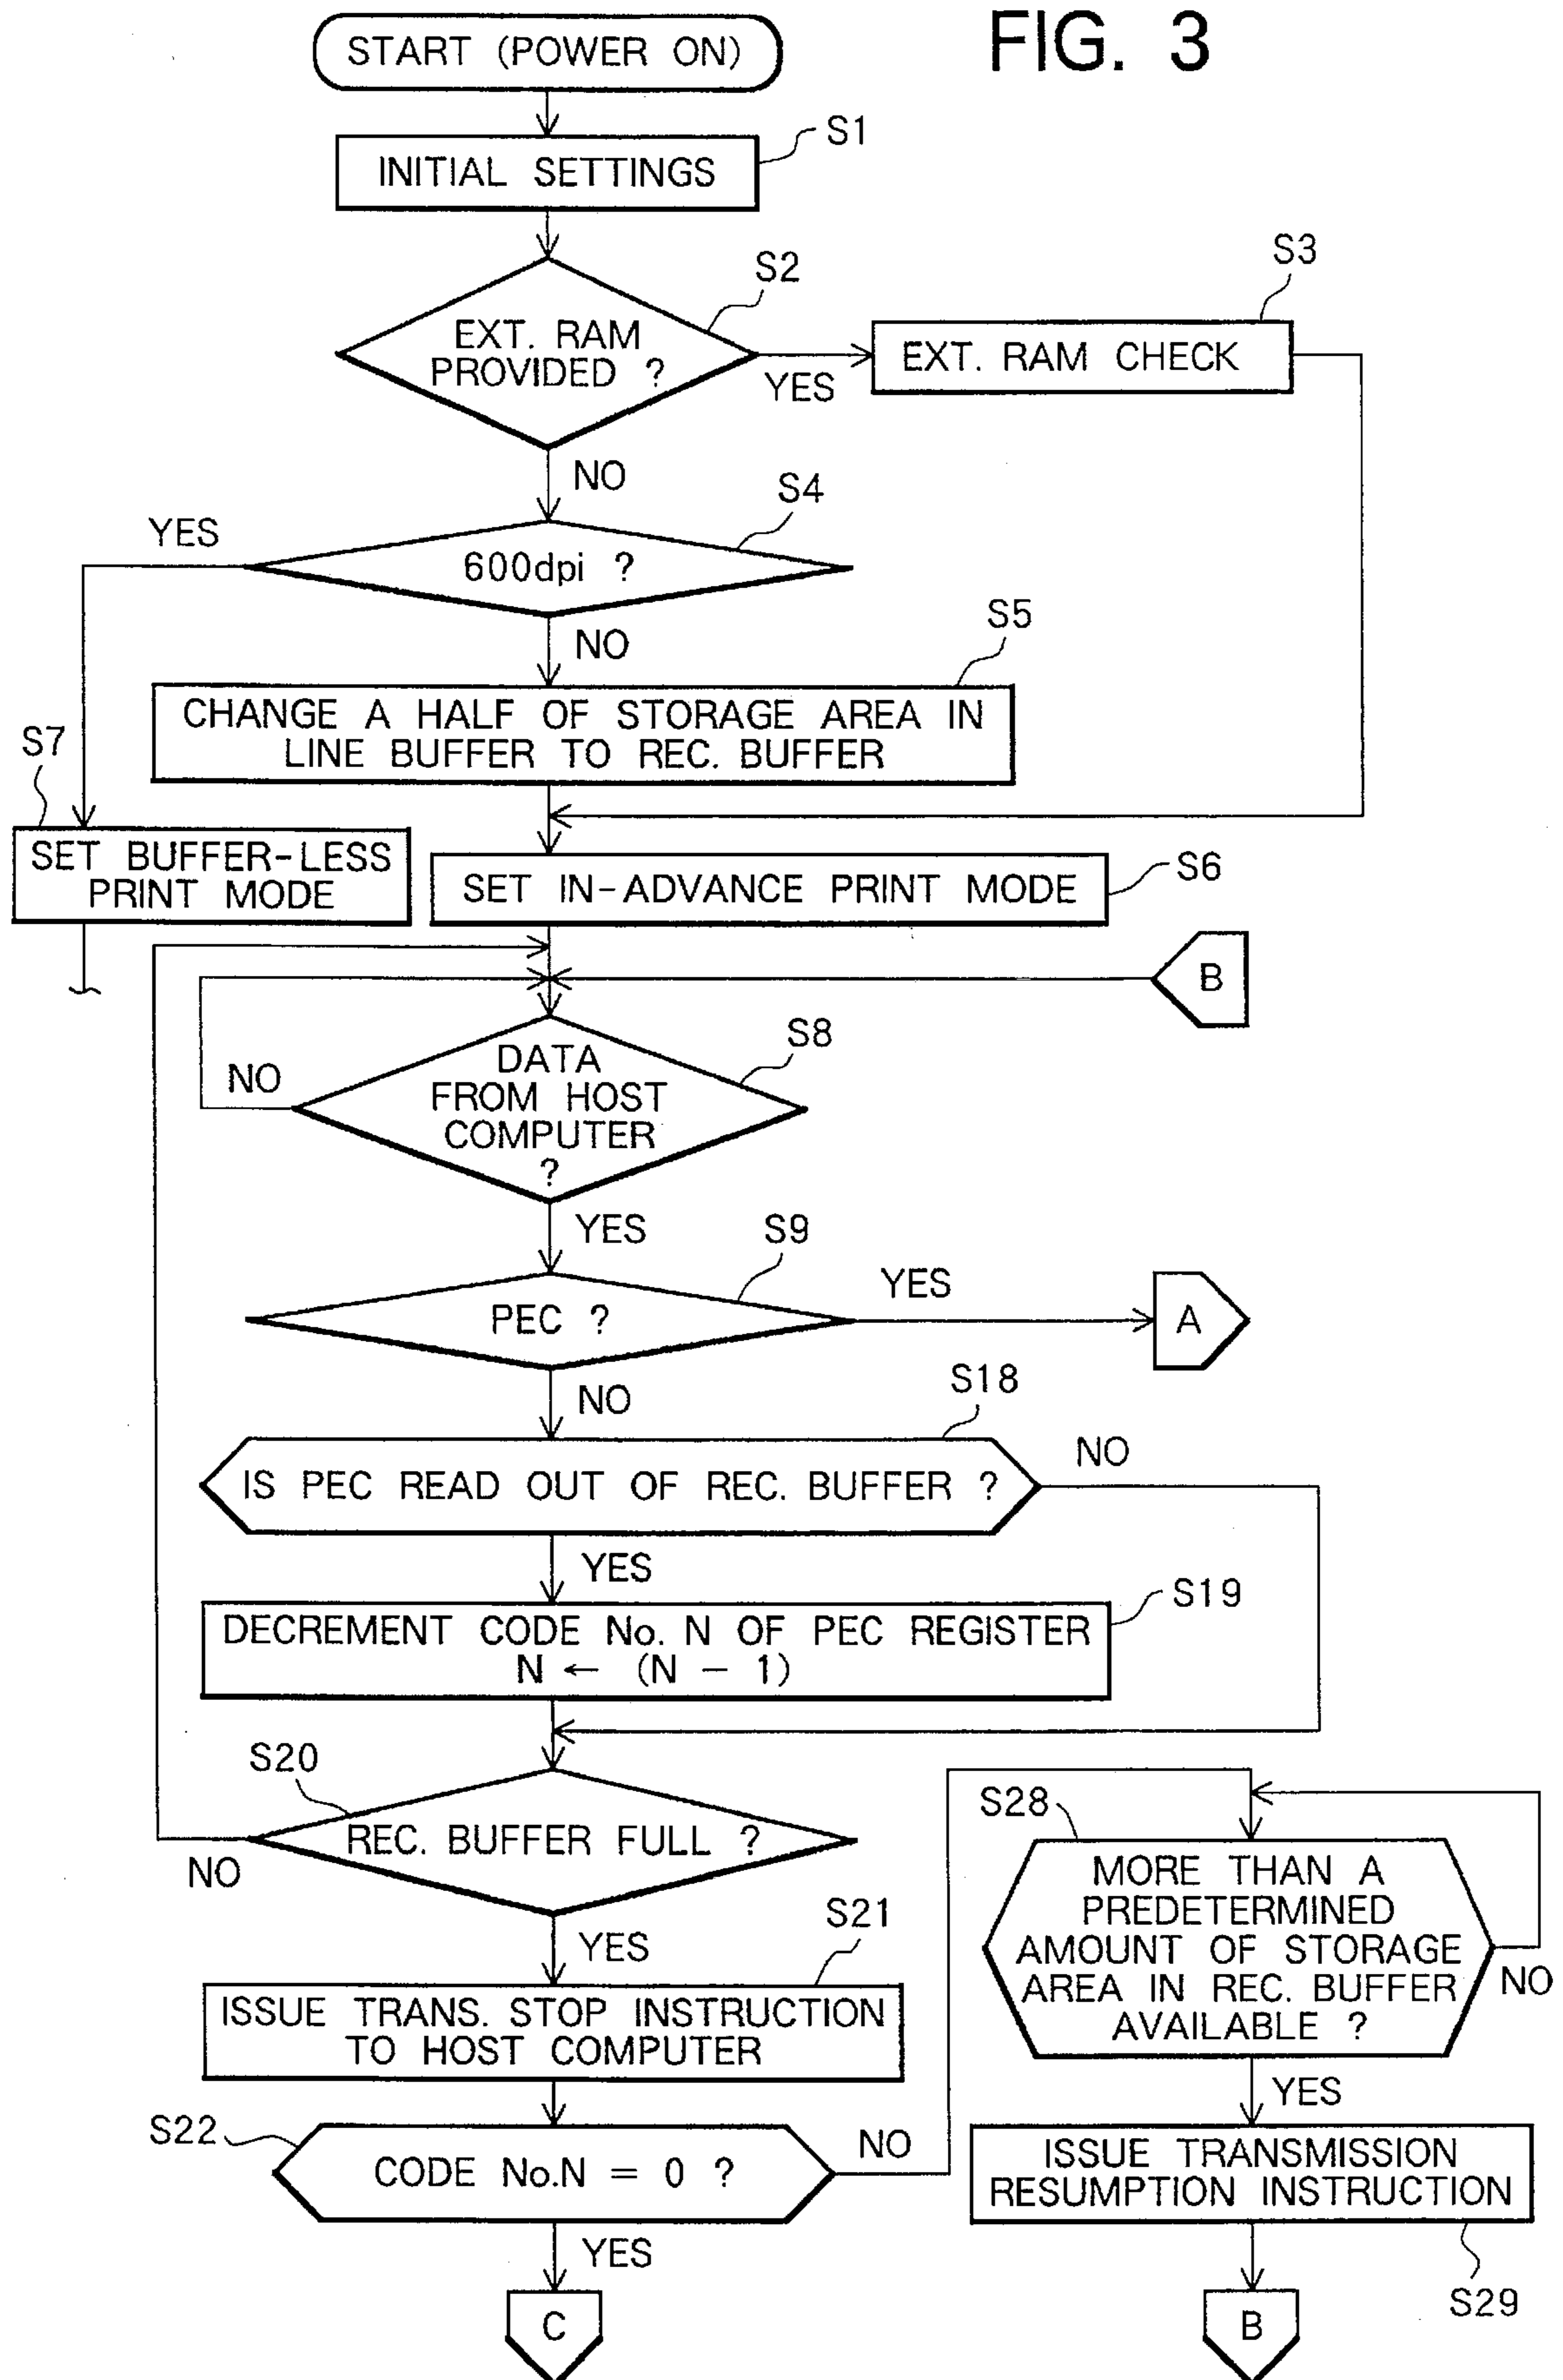 FIG. 3
START (POWER ON)
S1
INITIAL SETTINGS
S2
S3
EXT. RAM
PROVIDED ?
YES
EXT. RAM CHECK
NO
S4
YES
600dpi ?
NO
S5
CHANGE A HALF OF STORAGE AREA IN
LINE BUFFER TO REC. BUFFER
S7
SET BUFFER-LESS
PRINT MODE
SET IN-ADVANCE PRINT MODE
S6
B
S8
DATA
FROM HOST
COMPUTER
?
NO
YES
S9
PEC ?
YES
A
NO
S18
IS PEC READ OUT OF REC. BUFFER ?
NO
YES
S19
DECREMENT CODE No. N OF PEC REGISTER
N ← (N - 1)
S20
REC. BUFFER FULL ?
NO
YES
S21
ISSUE TRANS. STOP INSTRUCTION
TO HOST COMPUTER
S22
CODE No.N = 0 ?
NO
YES
C
S28
MORE THAN A
PREDETERMINED
AMOUNT OF STORAGE
AREA IN REC. BUFFER
AVAILABLE ?
NO
YES
ISSUE TRANSMISSION
RESUMPTION INSTRUCTION
S29
B